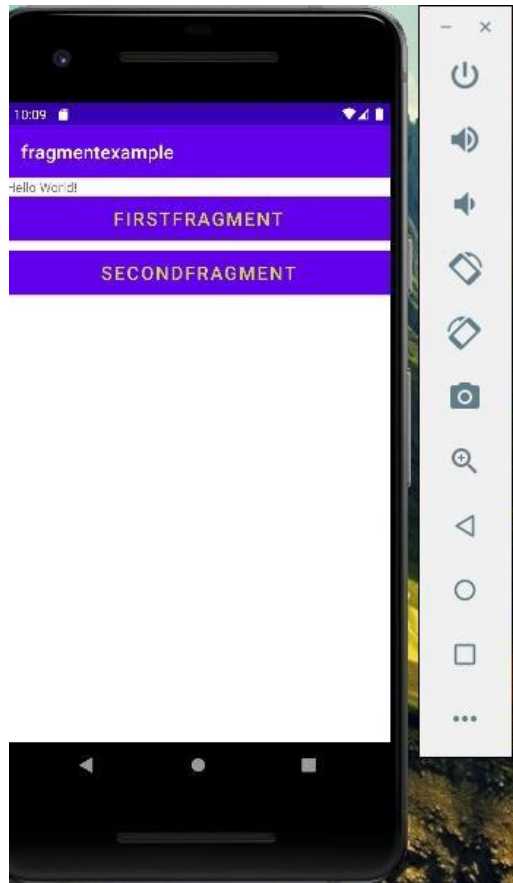 10:09
fragmentexample
Hello World!
FIRSTFRAGMENT
SECONDFRAGMENT